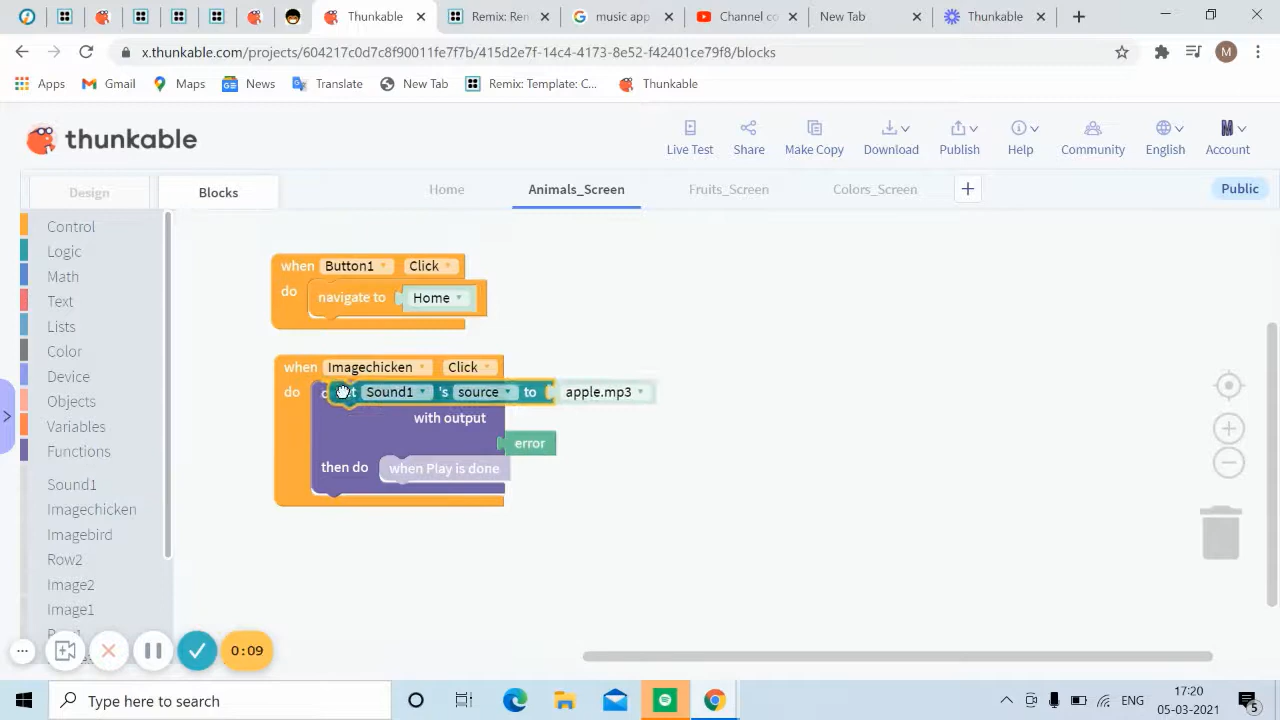 Thunkable
Remix: Ren
music app
Channel co
New Tab
Thunkable
x.thunkable.com/projects/604217c0d7c8f90011fe7f7b/415d2e7f-14c4-4173-8e52-f42401ce79f8/blocks
M
Apps
Gmail
Maps
News
Translate
New Tab
Remix: Template: C...
Thunkable
thunkable
Live Test
Share
Make Copy
Download
Publish
Help
Community
English
Account
Design
Blocks
Home
Animals_Screen
Fruits_Screen
Colors_Screen
+
Public
Control
Logic
Math
Text
Lists
Color
Device
Objects
Variables
Functions
Sound1
Imagechicken
Imagebird
Row2
Image2
Image1
when Button1 Click
do navigate to Home
when Imagechicken Click
do
Sound1 's source to apple.mp3
with output
error
then do when Play is done
0:09
Type here to search
ENG
17:20
05-03-2021
5